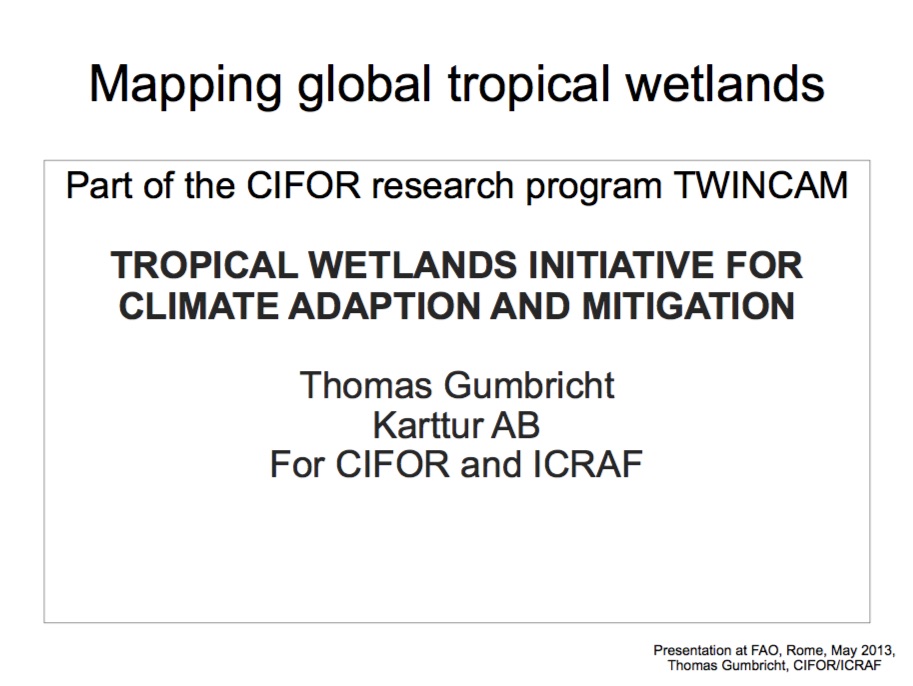 Mapping global tropical wetlands
Part of the CIFOR research program TWINCAM
TROPICAL WETLANDS INITIATIVE FOR
CLIMATE ADAPTION AND MITIGATION
Thomas Gumbricht
Karttur AB
For CIFOR and ICRAF
Presentation at FAO, Rome, May 2013,
Thomas Gumbricht, CIFOR/ICRAF